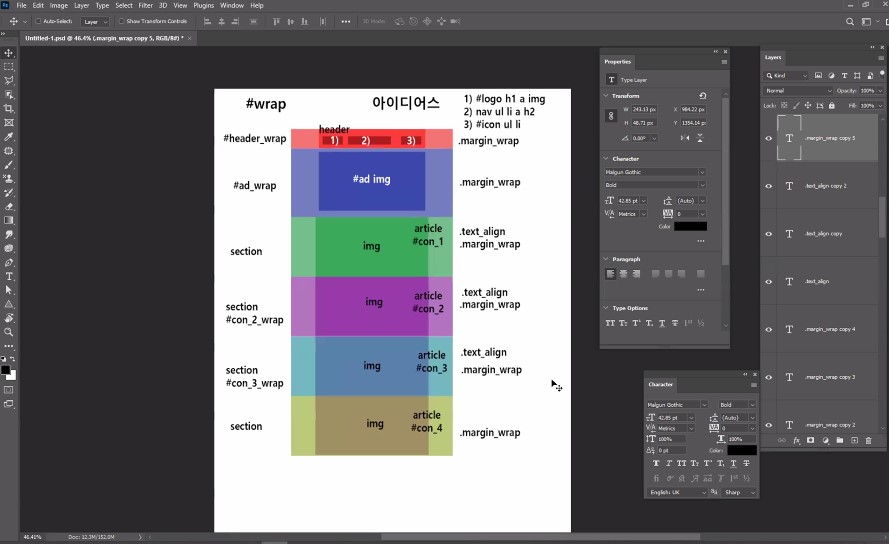 Ps File Edit Image Layer Type Select Filter 3D View Plugins Window Help
Auto-Select: Layer Show Transform Controls 3D Mode:
Untitled-1.psd @ 46.4% (.margin_wrap copy 5, RGB/8#) *
#wrap
아이디어스
1) #logo h1 a img
2) nav ul li a h2
3) #icon ul li
header
#header_wrap
1) 2) 3)
.margin_wrap
#ad_wrap
#ad img
.margin_wrap
section
img
article
#con_1
.text_align
.margin_wrap
section
#con_2_wrap
img
article
#con_2
.text_align
.margin_wrap
section
#con_3_wrap
img
article
#con_3
.text_align
.margin_wrap
section
img
article
#con_4
.margin_wrap
Properties
T Type Layer
Transform
W 243.13 px X 984.22 px
H 48.71 px Y 1354.14 px
0.00°
Character
Malgun Gothic
Bold
42.85 pt (Auto)
Metrics 0
Color
Paragraph
Type Options
Character
Malgun Gothic Bold
42.85 pt (Auto)
Metrics 0
100% 100%
0 pt Color:
English: UK Sharp
Layers
Kind
Normal Opacity: 100%
Lock: Fill: 100%
.margin_wrap copy 5
.text_align copy 2
.text_align copy
.text_align
.margin_wrap copy 4
.margin_wrap copy 3
.margin_wrap copy 2
46.41% Doc: 12.3M/152.0M